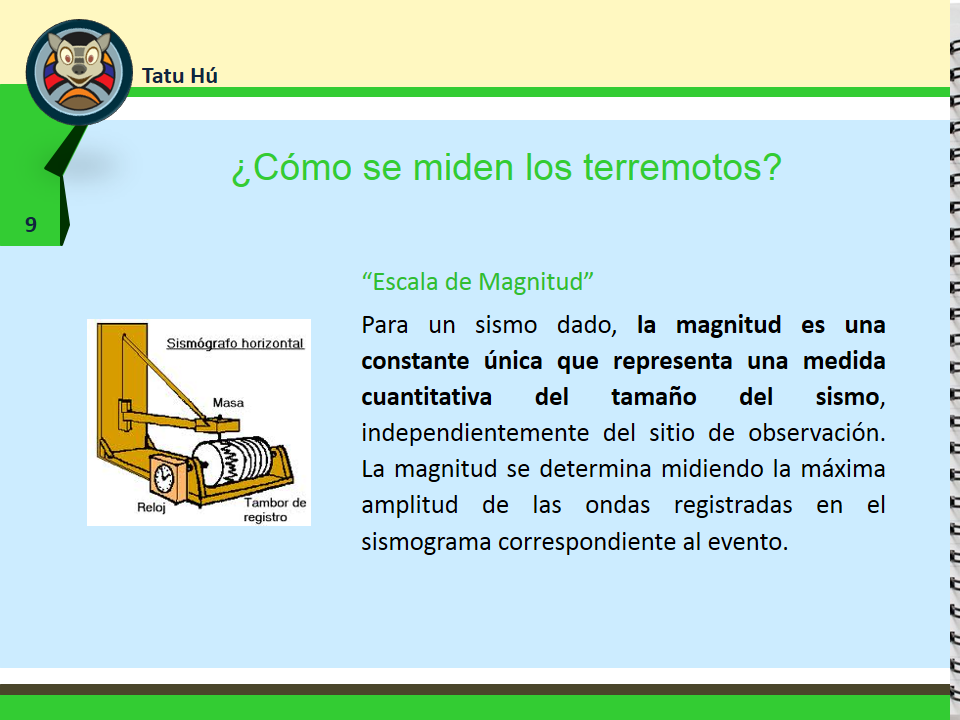 Tatu Hú
¿Cómo se miden los terremotos?
9
“Escala de Magnitud”
Para un sismo dado, la magnitud es una
constante única que representa una medida
cuantitativa del tamaño del sismo,
independientemente del sitio de observación.
La magnitud se determina midiendo la máxima
amplitud de las ondas registradas en el
sismograma correspondiente al evento.
Sismógrafo horizontal
Masa
Reloj
Tambor de
registro